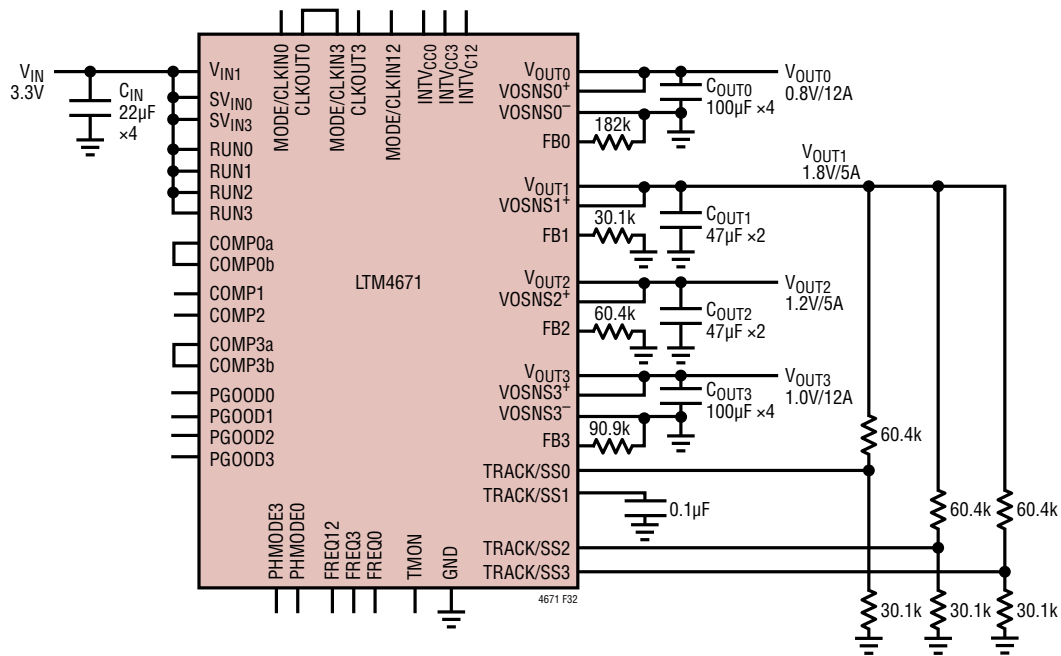 MODE/CLKIN0
CLKOUT0
MODE/CLKIN3
CLKOUT3
MODE/CLKIN12
INTVCC0
INTVCC3
INTVC12
VIN
3.3V
CIN
22µF
×4
VIN1
SVIN0
SVIN3
RUN0
RUN1
RUN2
RUN3
COMP0a
COMP0b
COMP1
COMP2
COMP3a
COMP3b
PGOOD0
PGOOD1
PGOOD2
PGOOD3
LTM4671
VOUT0
VOSNS0+
VOSNS0–
FB0
182k
COUT0
100µF ×4
VOUT0
0.8V/12A
VOUT1
VOSNS1+
FB1
30.1k
COUT1
47µF ×2
VOUT1
1.8V/5A
VOUT2
VOSNS2+
FB2
60.4k
COUT2
47µF ×2
VOUT2
1.2V/5A
VOUT3
VOSNS3+
VOSNS3–
FB3
90.9k
COUT3
100µF ×4
VOUT3
1.0V/12A
TRACK/SS0
TRACK/SS1
TRACK/SS2
TRACK/SS3
0.1µF
60.4k
60.4k
60.4k
30.1k
30.1k
30.1k
PHMODE3
PHMODE0
FREQ12
FREQ3
FREQ0
TMON
GND
4671 F32